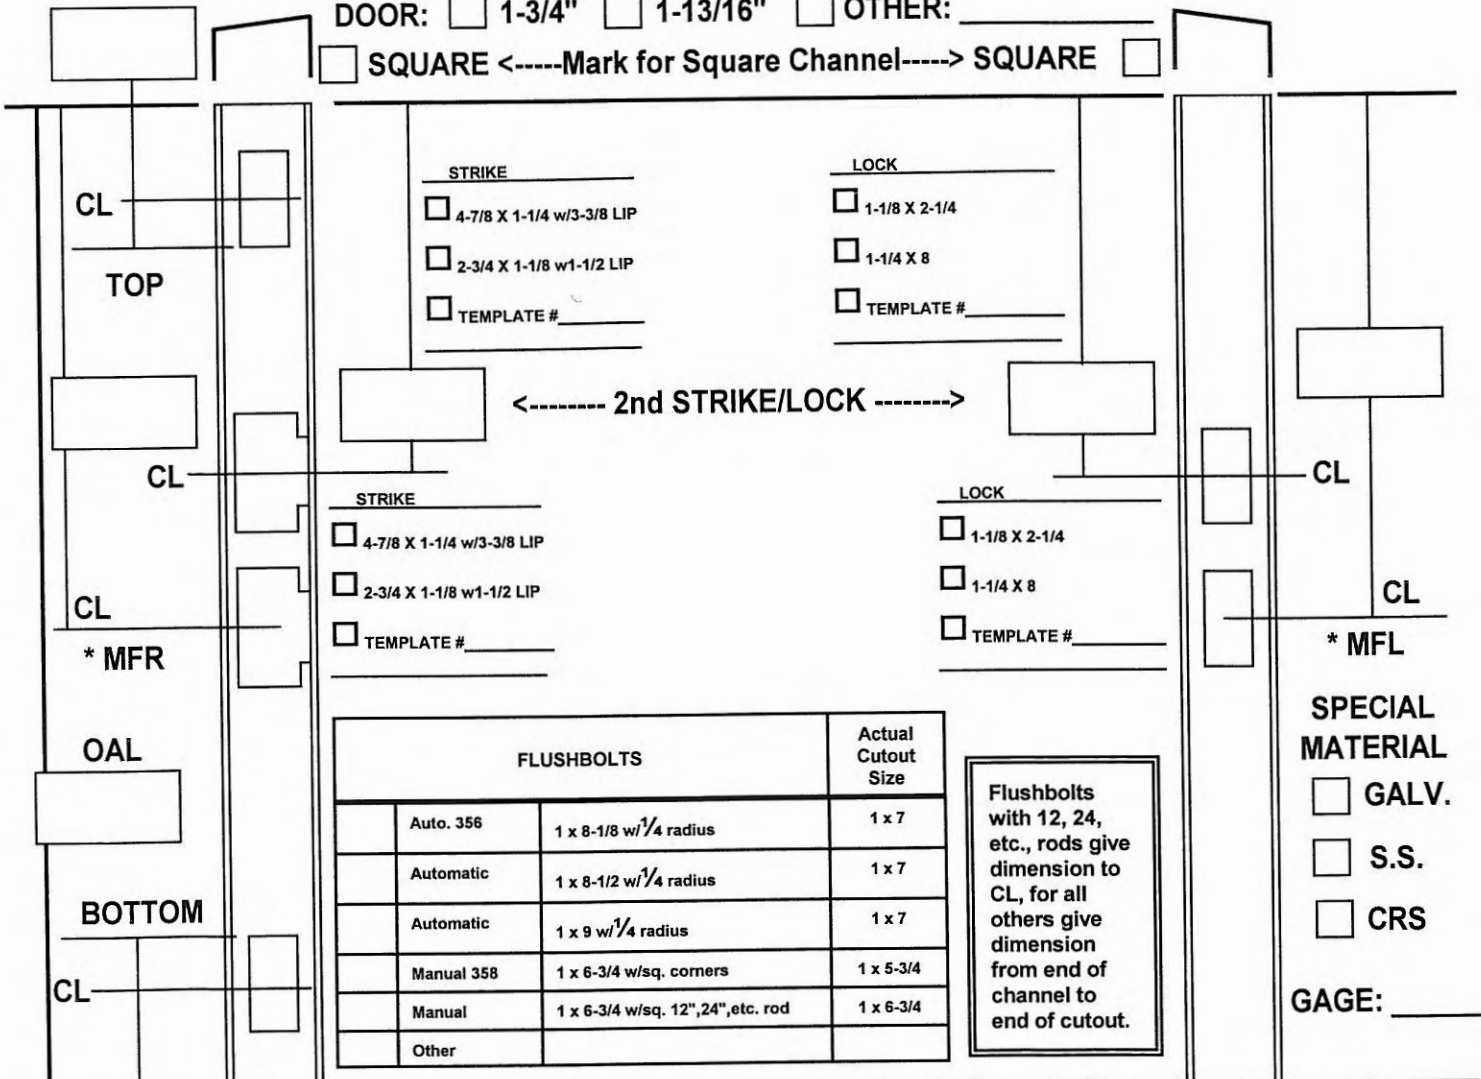 DOOR: 1-3/4" 1-13/16" OTHER:
SQUARE <-----Mark for Square Channel-----> SQUARE
STRIKE
4-7/8 X 1-1/4 w/3-3/8 LIP
2-3/4 X 1-1/8 w1-1/2 LIP
TEMPLATE #
LOCK
1-1/8 X 2-1/4
1-1/4 X 8
TEMPLATE #
CL
TOP
<-------- 2nd STRIKE/LOCK -------->
CL
CL
STRIKE
4-7/8 X 1-1/4 w/3-3/8 LIP
2-3/4 X 1-1/8 w1-1/2 LIP
TEMPLATE #
LOCK
1-1/8 X 2-1/4
1-1/4 X 8
TEMPLATE #
CL
* MFR
CL
* MFL
OAL
BOTTOM
CL
FLUSHBOLTS
Actual
Cutout
Size
Auto. 356 1 x 8-1/8 w/1/4 radius 1 x 7
Automatic 1 x 8-1/2 w/1/4 radius 1 x 7
Automatic 1 x 9 w/1/4 radius 1 x 7
Manual 358 1 x 6-3/4 w/sq. corners 1 x 5-3/4
Manual 1 x 6-3/4 w/sq. 12",24",etc. rod 1 x 6-3/4
Other
Flushbolts
with 12, 24,
etc., rods give
dimension to
CL, for all
others give
dimension
from end of
channel to
end of cutout.
SPECIAL
MATERIAL
GALV.
S.S.
CRS
GAGE: